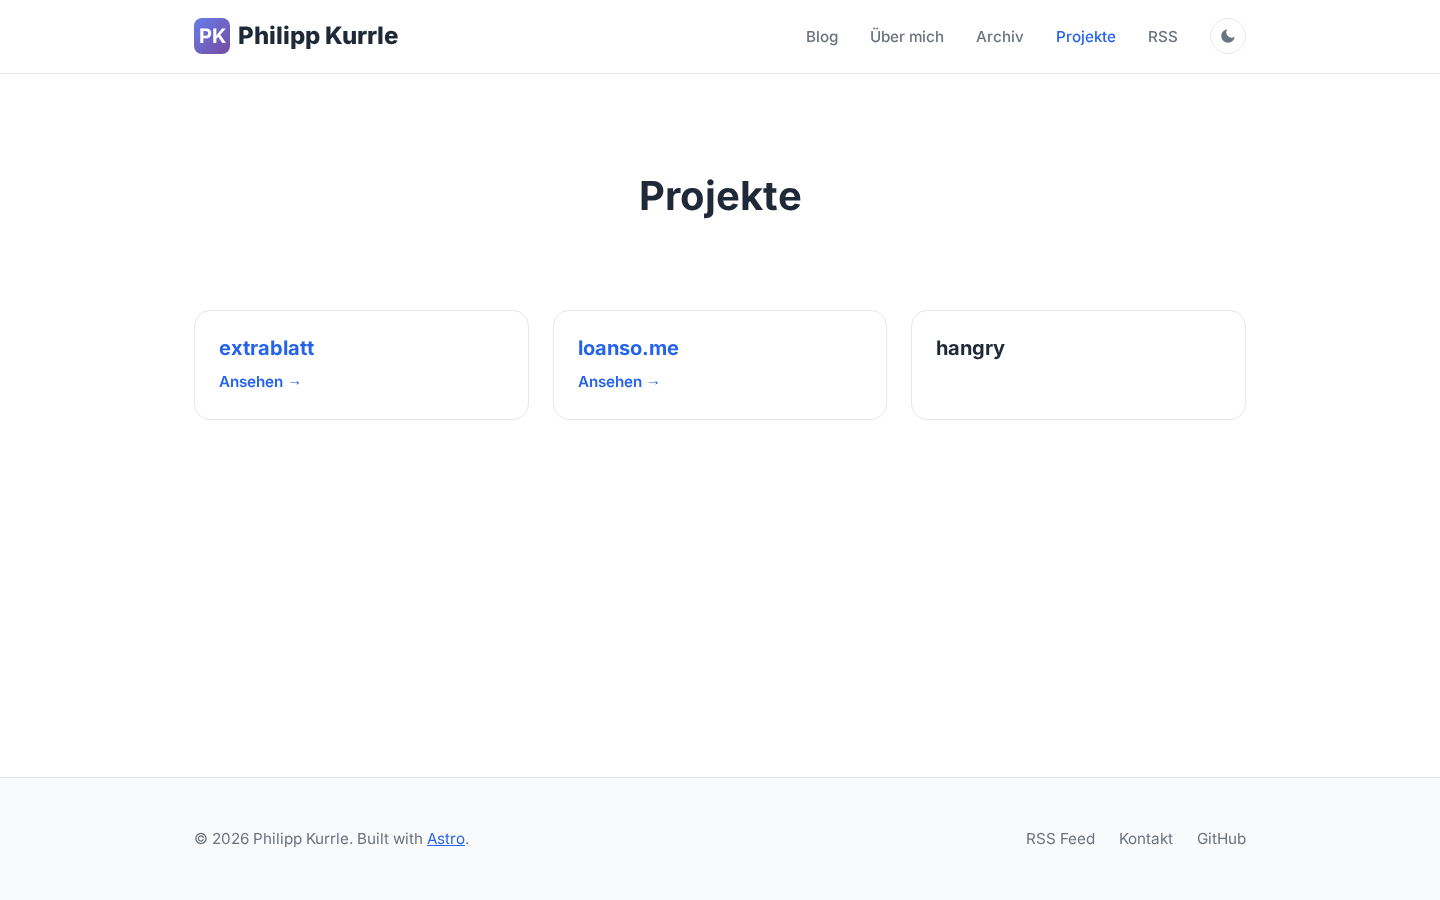 PK Philipp Kurrle
Blog Über mich Archiv Projekte RSS
Projekte
extrablatt
Ansehen →
loanso.me
Ansehen →
hangry
© 2026 Philipp Kurrle. Built with Astro.
RSS Feed Kontakt GitHub